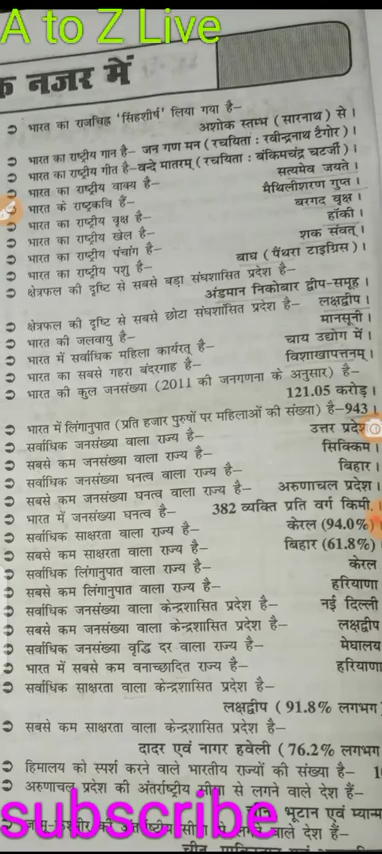 A to Z Live
क नजर में
भारत का राजचिह्न 'सिंहशीर्ष' लिया गया है–
अशोक स्तम्भ (सारनाथ) से।
भारत का राष्ट्रीय गान है– जन गण मन (रचयिता : रवीन्द्रनाथ टैगोर)।
भारत का राष्ट्रीय गीत है–वन्दे मातरम् (रचयिता : बंकिमचंद्र चटर्जी)।
भारत का राष्ट्रीय वाक्य है– सत्यमेव जयते।
भारत के राष्ट्रकवि हैं– मैथिलीशरण गुप्त।
भारत का राष्ट्रीय वृक्ष है– बरगद वृक्ष।
भारत का राष्ट्रीय खेल है– हॉकी।
भारत का राष्ट्रीय पंचांग है– शक संवत्।
भारत का राष्ट्रीय पशु है– बाघ (पैंथरा टाइग्रिस)।
क्षेत्रफल की दृष्टि से सबसे बड़ा संघशासित प्रदेश है–
अंडमान निकोबार द्वीप-समूह।
क्षेत्रफल की दृष्टि से सबसे छोटा संघशासित प्रदेश है– लक्षद्वीप।
भारत की जलवायु है– मानसूनी।
भारत में सर्वाधिक महिला कार्यरत् है– चाय उद्योग में।
भारत का सबसे गहरा बंदरगाह है– विशाखापत्तनम्।
भारत की कुल जनसंख्या (2011 की जनगणना के अनुसार) है–
121.05 करोड़।
भारत में लिंगानुपात (प्रति हजार पुरुषों पर महिलाओं की संख्या) है–943।
सर्वाधिक जनसंख्या वाला राज्य है– उत्तर प्रदेश
सबसे कम जनसंख्या वाला राज्य है– सिक्किम।
सर्वाधिक जनसंख्या घनत्व वाला राज्य है– बिहार।
सबसे कम जनसंख्या घनत्व वाला राज्य है– अरुणाचल प्रदेश।
भारत में जनसंख्या घनत्व है– 382 व्यक्ति प्रति वर्ग किमी.।
सर्वाधिक साक्षरता वाला राज्य है– केरल (94.0%)
सबसे कम साक्षरता वाला राज्य है– बिहार (61.8%)
सर्वाधिक लिंगानुपात वाला राज्य है– केरल
सबसे कम लिंगानुपात वाला राज्य है– हरियाणा
सर्वाधिक जनसंख्या वाला केन्द्रशासित प्रदेश है– नई दिल्ली
सबसे कम जनसंख्या वाला केन्द्रशासित प्रदेश है– लक्षद्वीप
सर्वाधिक जनसंख्या वृद्धि दर वाला राज्य है– मेघालय
भारत में सबसे कम वनाच्छादित राज्य है– हरियाणा
सर्वाधिक साक्षरता वाला केन्द्रशासित प्रदेश है–
लक्षद्वीप (91.8% लगभग
सबसे कम साक्षरता वाला केन्द्रशासित प्रदेश है–
दादर एवं नागर हवेली (76.2% लगभग
हिमालय को स्पर्श करने वाले भारतीय राज्यों की संख्या है–
अरुणाचल प्रदेश की अंतर्राष्ट्रीय सीमा से लगने वाले देश हैं–
चीन, भूटान एवं म्यान्म
की अंतर्राष्ट्रीय सीमा से लगने वाले देश हैं–
subscribe